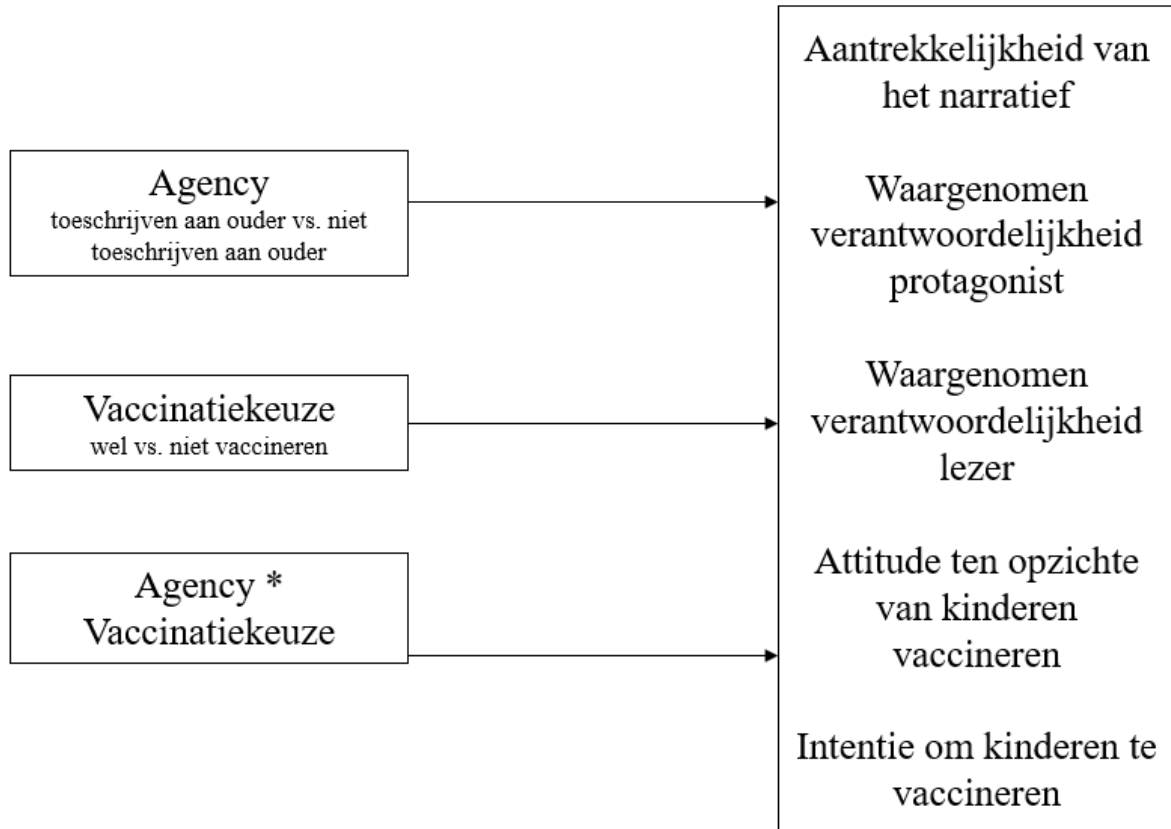 Agency
toeschrijven aan ouder vs. niet
toeschrijven aan ouder
Vaccinatiekeuze
wel vs. niet vaccineren
Agency *
Vaccinatiekeuze
Aantrekkelijkheid van
het narratief
Waargenomen
verantwoordelijkheid
protagonist
Waargenomen
verantwoordelijkheid
lezer
Attitude ten opzichte
van kinderen
vaccineren
Intentie om kinderen te
vaccineren